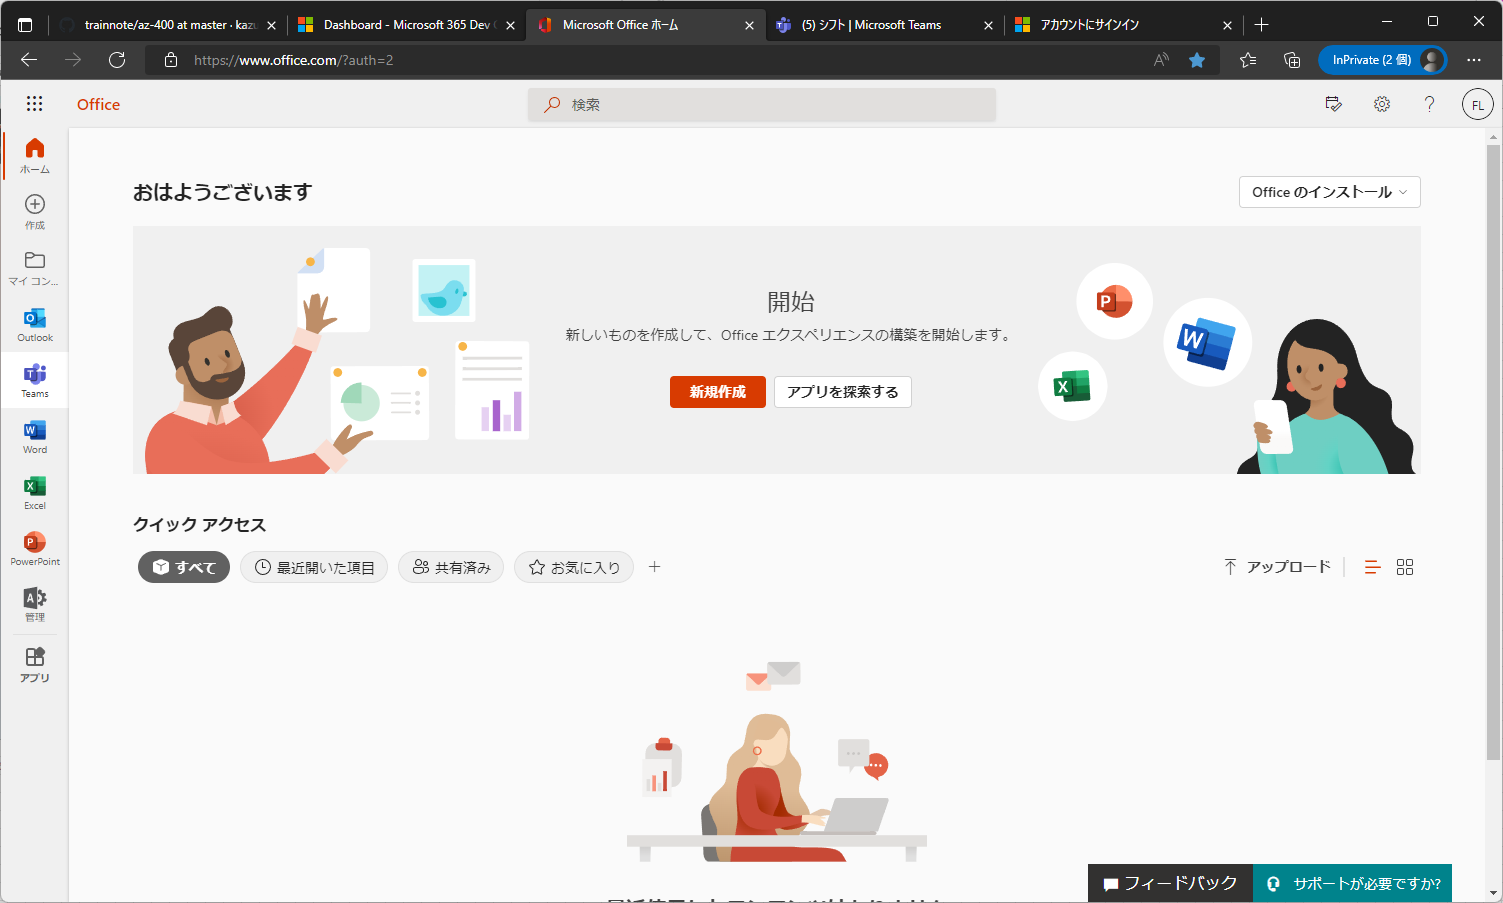 trainnote/az-400 at master · kazu
Dashboard - Microsoft 365 Dev C
Microsoft Office ホーム
(5) シフト | Microsoft Teams
アカウントにサインイン
https://www.office.com/?auth=2
InPrivate (2 個)
Office
検索
FL
ホーム
作成
マイ コン...
Outlook
Teams
Word
Excel
PowerPoint
管理
アプリ
おはようございます
Office のインストール
開始
新しいものを作成して、Office エクスペリエンスの構築を開始します。
新規作成
アプリを探索する
クイック アクセス
すべて
最近開いた項目
共有済み
お気に入り
アップロード
フィードバック
サポートが必要ですか?